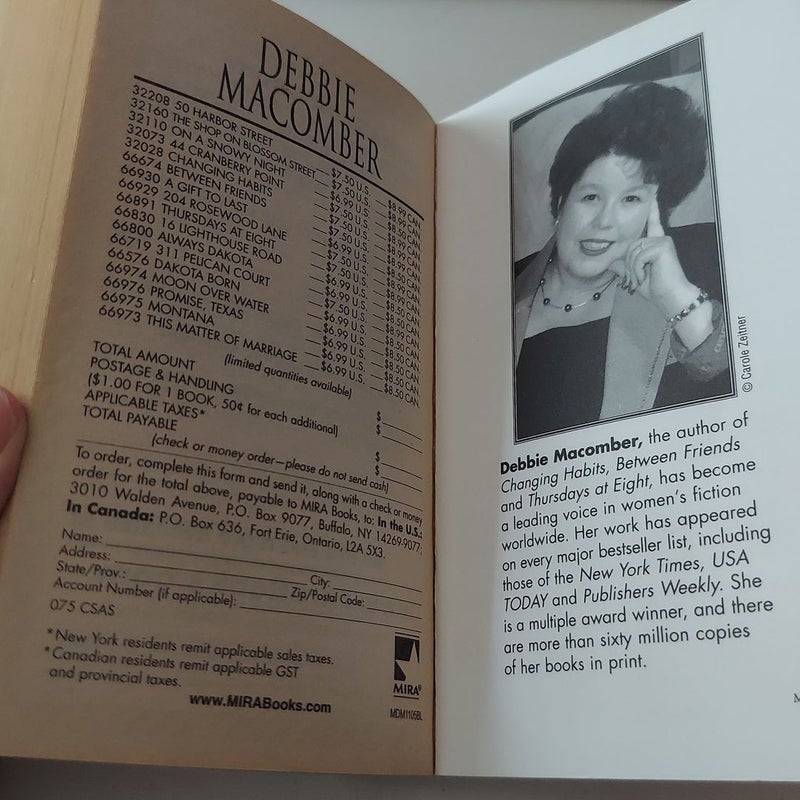 DEBBIE
MACOMBER
32208 50 HARBOR STREET
32160 THE SHOP ON BLOSSOM STREET
32110 ON A SNOWY NIGHT
32073 44 CRANBERRY POINT
32028 CHANGING HABITS
66674 BETWEEN FRIENDS
66930 A GIFT TO LAST
66929 204 ROSEWOOD LANE
66891 THURSDAYS AT EIGHT
66830 16 LIGHTHOUSE ROAD
66800 ALWAYS DAKOTA
66719 311 PELICAN COURT
66576 DAKOTA BORN
66974 MOON OVER WATER
66976 PROMISE, TEXAS
66975 MONTANA
66973 THIS MATTER OF MARRIAGE
(limited quantities available)
TOTAL AMOUNT $
POSTAGE & HANDLING $
($1.00 FOR 1 BOOK, 50¢ for each additional)
APPLICABLE TAXES* $
TOTAL PAYABLE $
(check or money order—please do not send cash)
To order, complete this form and send it, along with a check or money
order for the total above, payable to MIRA Books, to: In the U.S.:
3010 Walden Avenue, P.O. Box 9077, Buffalo, NY 14269-9077;
In Canada: P.O. Box 636, Fort Erie, Ontario, L2A 5X3.
Name:
Address: City:
State/Prov.: Zip/Postal Code:
Account Number (if applicable):
075 CSAS
*New York residents remit applicable sales taxes.
*Canadian residents remit applicable GST
and provincial taxes.
www.MIRABooks.com
MIRA®
MDM1105BL
© Carole Zeitner
Debbie Macomber, the author of
Changing Habits, Between Friends
and Thursdays at Eight, has become
a leading voice in women's fiction
worldwide. Her work has appeared
on every major bestseller list, including
those of the New York Times, USA
TODAY and Publishers Weekly. She
is a multiple award winner, and there
are more than sixty million copies
of her books in print.